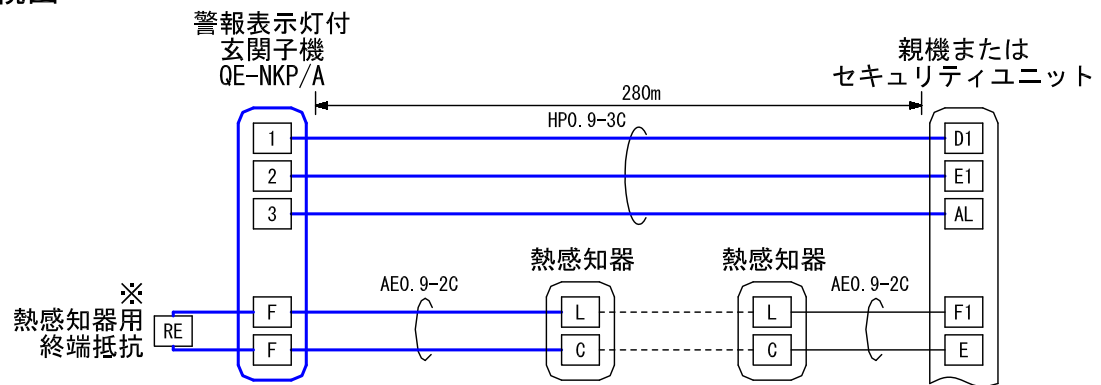 警報表示灯付
玄関子機
QE-NKP/A
親機または
セキュリティユニット
280m
HP0.9-3C
1
D1
2
E1
3
AL
熱感知器
熱感知器
AE0.9-2C
AE0.9-2C
※
熱感知器用
終端抵抗
RE
F
L
L
F1
F
C
C
E